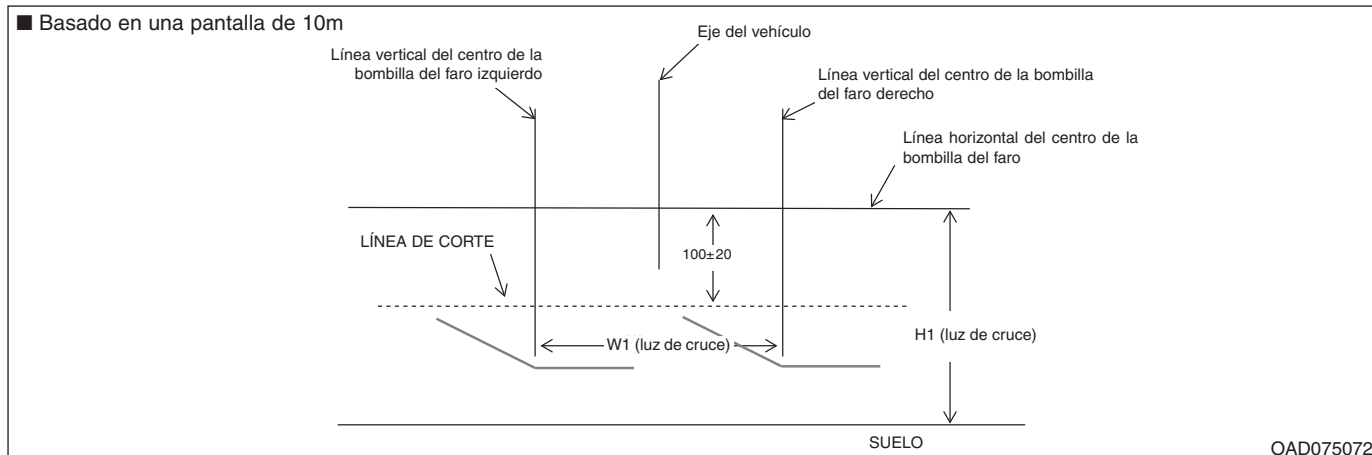 ■ Basado en una pantalla de 10m
Eje del vehículo
Línea vertical del centro de la
bombilla del faro izquierdo
Línea vertical del centro de la bombilla
del faro derecho
Línea horizontal del centro de la
bombilla del faro
LÍNEA DE CORTE
100±20
W1 (luz de cruce)
H1 (luz de cruce)
SUELO
OAD075072